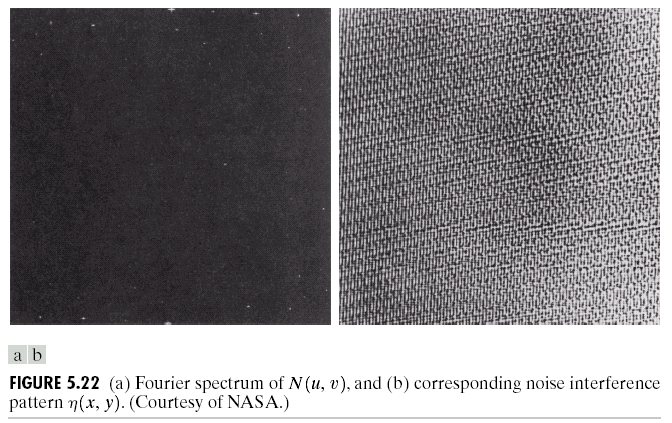 a b
FIGURE 5.22 (a) Fourier spectrum of N(u, v), and (b) corresponding noise interference
pattern η(x, y). (Courtesy of NASA.)